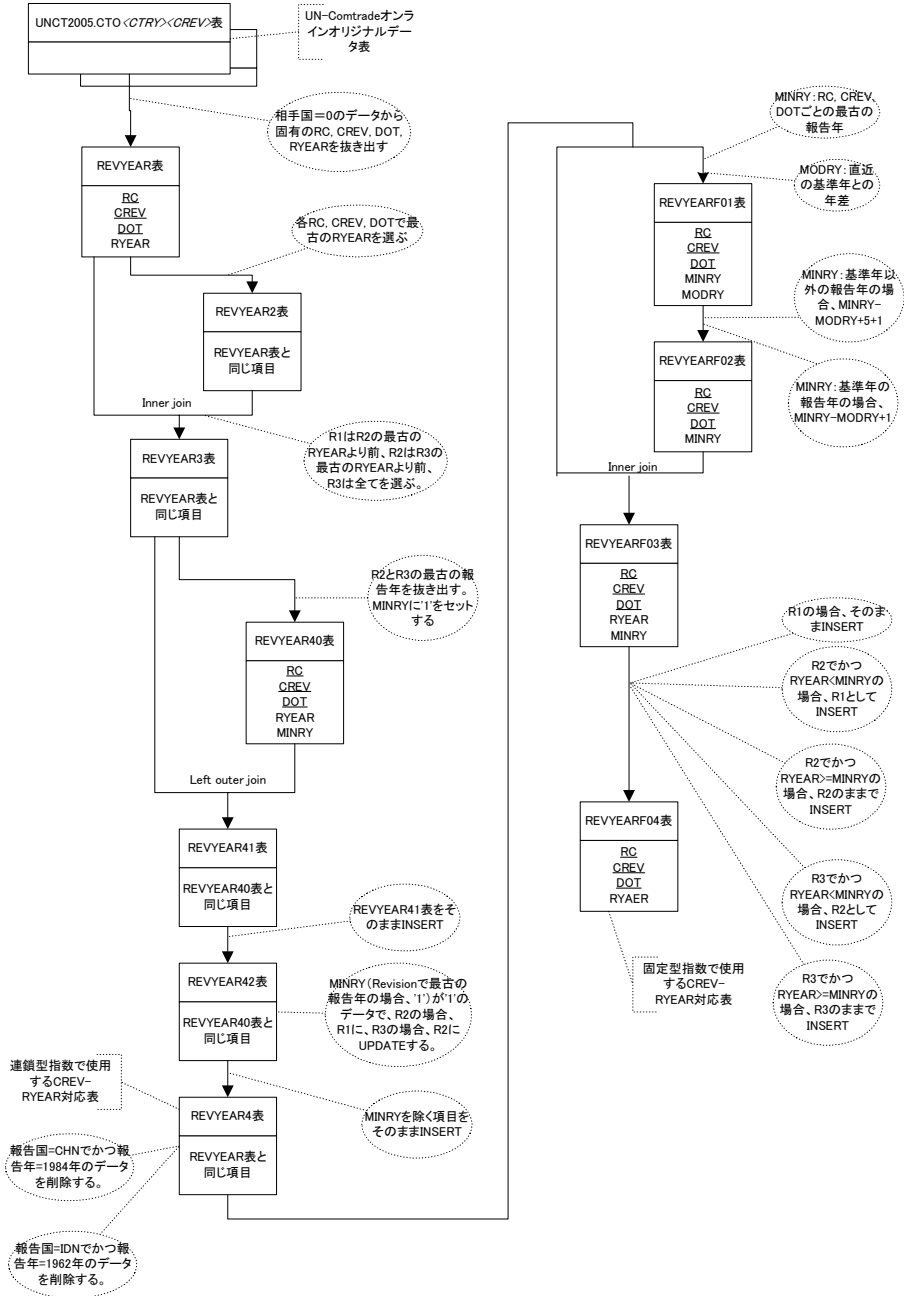 UNCT2005.CTO<CTRY><CREV>表
UN-Comtradeオンラ
インオリジナルデー
タ表
相手国=0のデータから
固有のRC, CREV, DOT,
RYEARを抜き出す
REVYEAR表
RC
CREV
DOT
RYEAR
各RC, CREV, DOTで最
古のRYEARを選ぶ
REVYEAR2表
REVYEAR表と
同じ項目
Inner join
R1はR2の最古の
RYEARより前、R2はR3の
最古のRYEARより前、
R3は全てを選ぶ。
REVYEAR3表
REVYEAR表と
同じ項目
R2とR3の最古の報
告年を抜き出す。
MINRYに'1'をセット
する
REVYEAR40表
RC
CREV
DOT
RYEAR
MINRY
Left outer join
REVYEAR41表
REVYEAR40表と
同じ項目
REVYEAR41表をそ
のままINSERT
REVYEAR42表
REVYEAR40表と
同じ項目
MINRY(Revisionで最古の
報告年の場合、'1')が'1'の
データで、R2の場合、
R1に、R3の場合、R2に
UPDATEする。
連鎖型指数で使用
するCREV-
RYEAR対応表
MINRYを除く項目を
そのままINSERT
REVYEAR4表
REVYEAR表と
同じ項目
報告国=CHNでかつ報
告年=1984年のデータ
を削除する。
報告国=IDNでかつ報
告年=1962年のデータ
を削除する。
MINRY:RC, CREV,
DOTごとの最古の
報告年
MODRY:直近
の基準年との
年差
REVYEARF01表
RC
CREV
DOT
MINRY
MODRY
MINRY:基準年以
外の報告年の場
合、MINRY-
MODRY+5+1
REVYEARF02表
RC
CREV
DOT
MINRY
MINRY:基準年の
報告年の場合、
MINRY-MODRY+1
Inner join
REVYEARF03表
RC
CREV
DOT
RYEAR
MINRY
R1の場合、そのま
まINSERT
R2でかつ
RYEAR<MINRYの
場合、R1として
INSERT
R2でかつ
RYEAR>=MINRYの
場合、R2のままで
INSERT
REVYEARF04表
RC
CREV
DOT
RYAER
R3でかつ
RYEAR<MINRYの
場合、R2として
INSERT
固定型指数で使用
するCREV-
RYEAR対応表
R3でかつ
RYEAR>=MINRYの
場合、R3のままで
INSERT